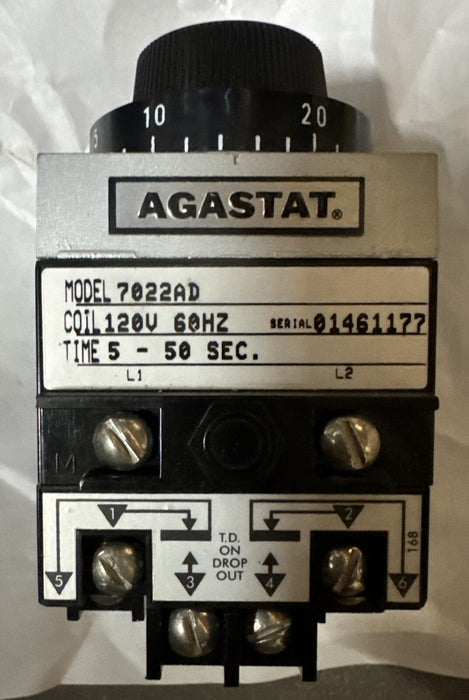 5 10 20
AGASTAT®
MODEL 7022AD
COIL 120V 60HZ SERIAL 01461177
TIME 5 - 50 SEC.
L1 L2
M
1 2
T.D.
ON
DROP
OUT
168
5 3 4 6